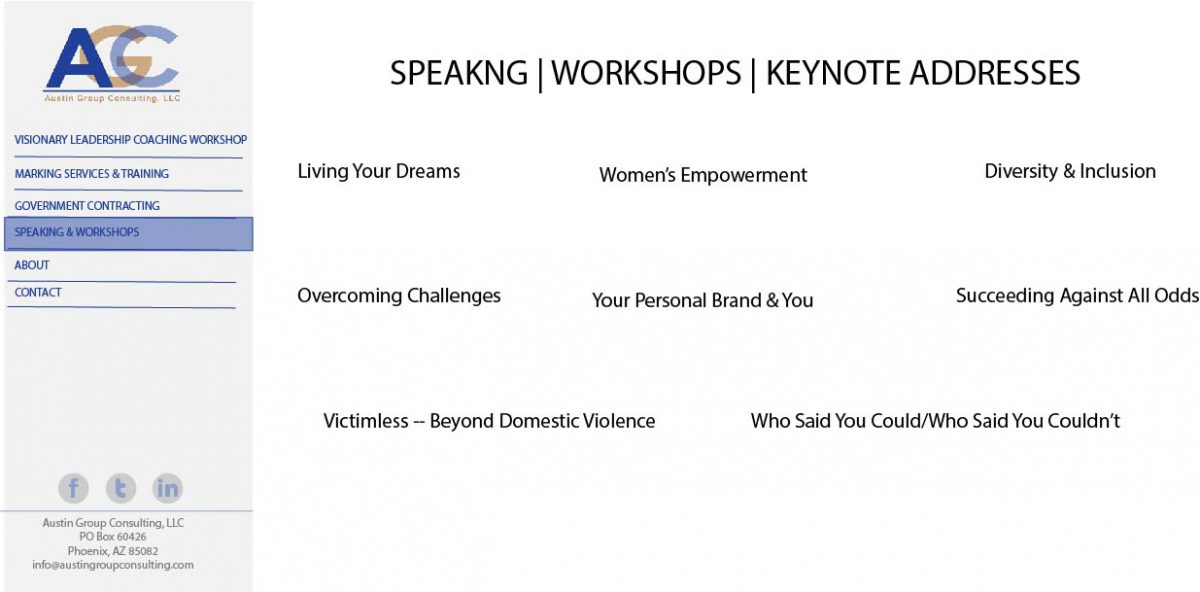 AGC
Austin Group Consulting, LLC
VISIONARY LEADERSHIP COACHING WORKSHOP
MARKING SERVICES & TRAINING
GOVERNMENT CONTRACTING
SPEAKING & WORKSHOPS
ABOUT
CONTACT
f t in
Austin Group Consulting, LLC
PO Box 60426
Phoenix, AZ 85082
info@austingroupconsulting.com
SPEAKNG | WORKSHOPS | KEYNOTE ADDRESSES
Living Your Dreams
Women's Empowerment
Diversity & Inclusion
Overcoming Challenges
Your Personal Brand & You
Succeeding Against All Odds
Victimless -- Beyond Domestic Violence
Who Said You Could/Who Said You Couldn't